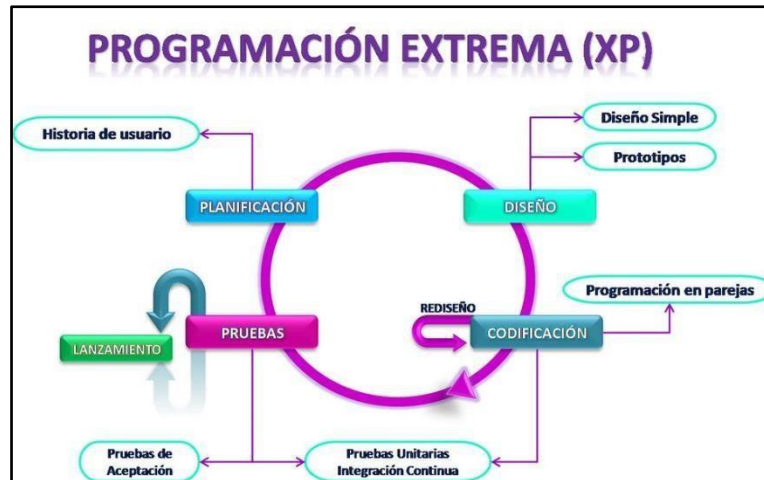 PROGRAMACIÓN EXTREMA (XP)
Historia de usuario
Diseño Simple
Prototipos
PLANIFICACIÓN
DISEÑO
Programación en parejas
REDISEÑO
PRUEBAS
CODIFICACIÓN
LANZAMIENTO
Pruebas de
Aceptación
Pruebas Unitarias
Integración Continua